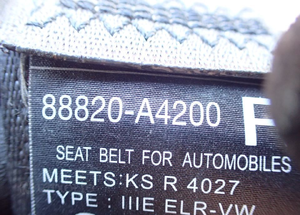 88820-A4200 F
SEAT BELT FOR AUTOMOBILES
MEETS:KS R 4027
TYPE : IIIE ELR-VW